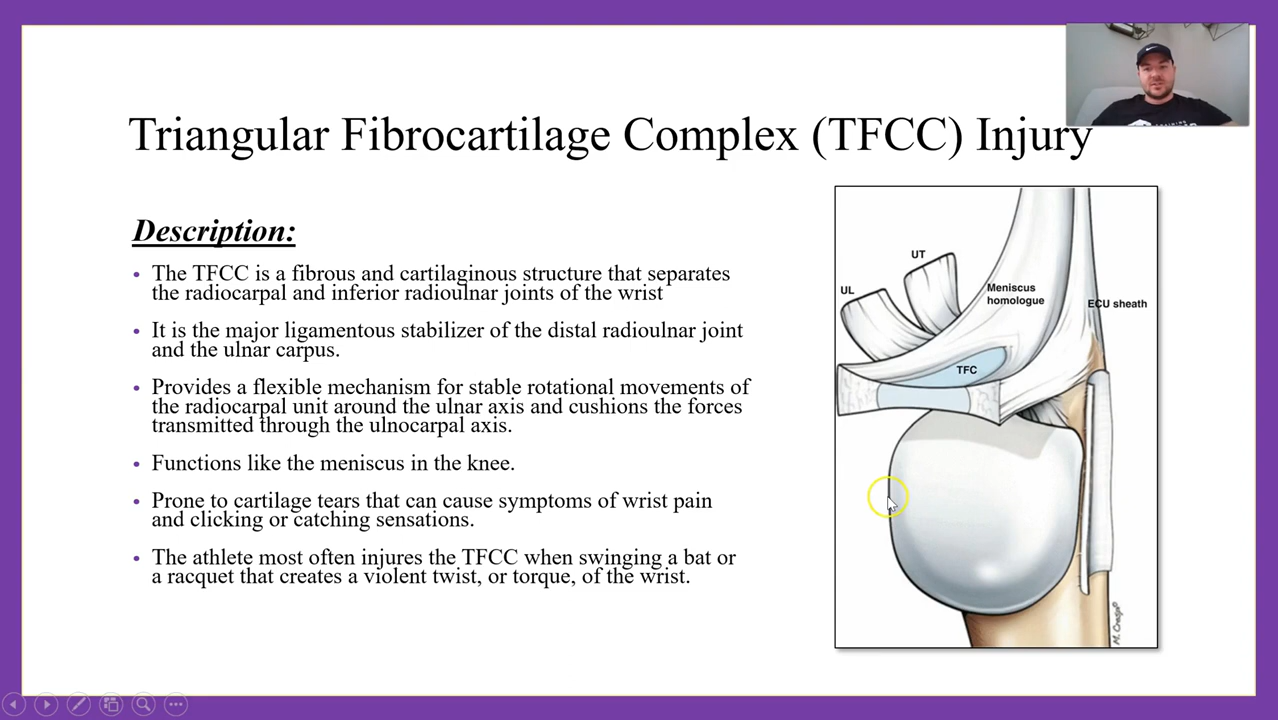 Triangular Fibrocartilage Complex (TFCC) Injury
Description:
• The TFCC is a fibrous and cartilaginous structure that separates
the radiocarpal and inferior radioulnar joints of the wrist
• It is the major ligamentous stabilizer of the distal radioulnar joint
and the ulnar carpus.
• Provides a flexible mechanism for stable rotational movements of
the radiocarpal unit around the ulnar axis and cushions the forces
transmitted through the ulnocarpal axis.
• Functions like the meniscus in the knee.
• Prone to cartilage tears that can cause symptoms of wrist pain
and clicking or catching sensations.
• The athlete most often injures the TFCC when swinging a bat or
a racquet that creates a violent twist, or torque, of the wrist.
UT
UL
Meniscus
homologue
ECU sheath
TFC